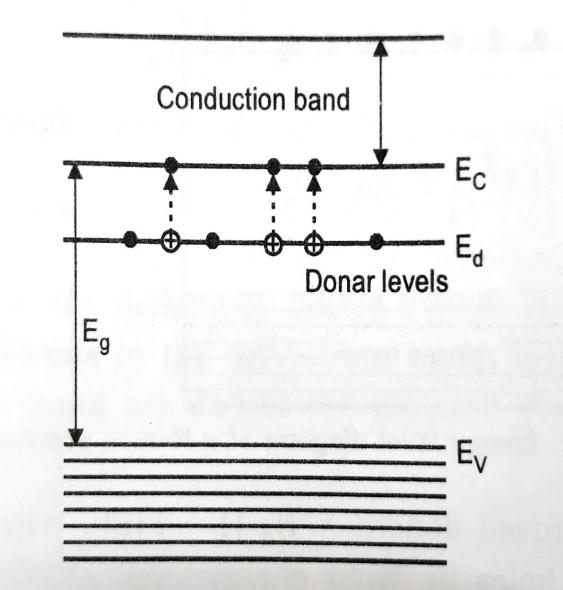 Conduction band
E_C
E_d
Donar levels
E_g
E_V